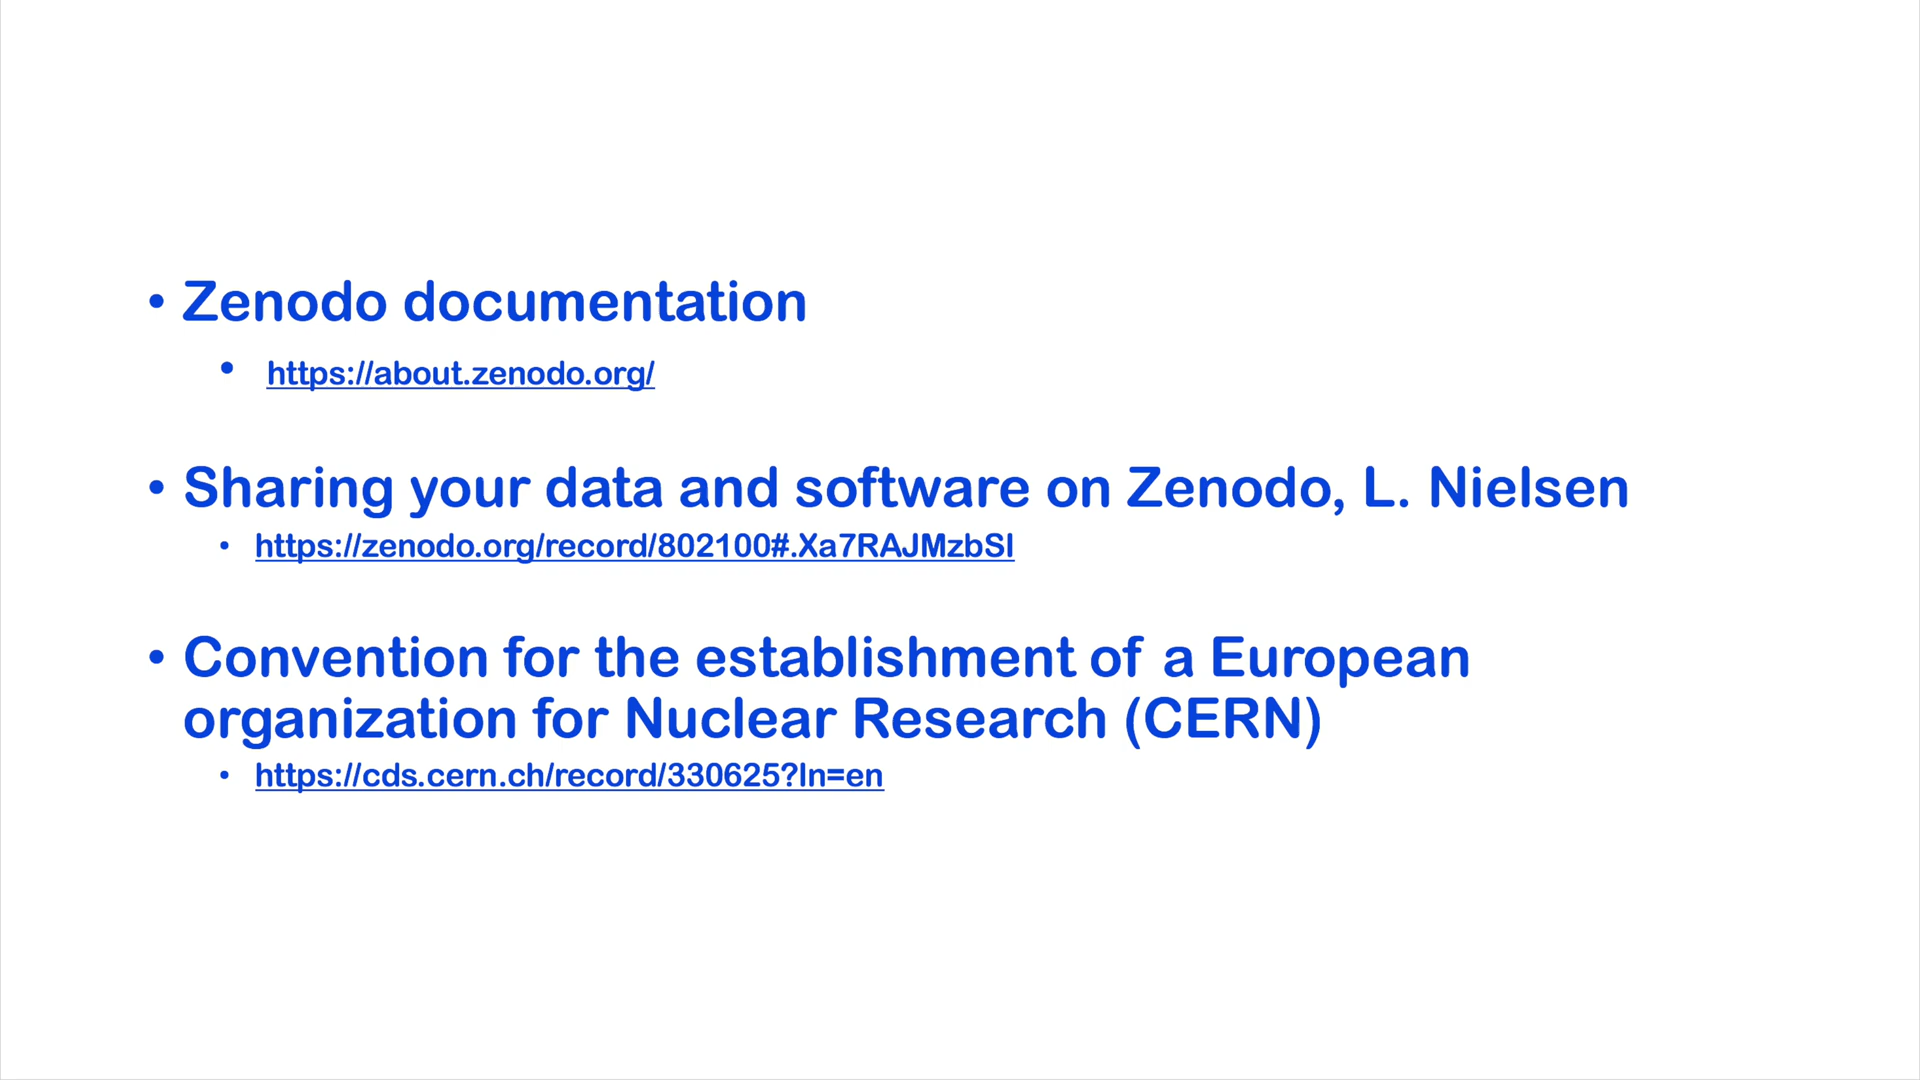 • Zenodo documentation
• https://about.zenodo.org/
• Sharing your data and software on Zenodo, L. Nielsen
• https://zenodo.org/record/802100#.Xa7RAJMzbSI
• Convention for the establishment of a European
organization for Nuclear Research (CERN)
• https://cds.cern.ch/record/330625?ln=en